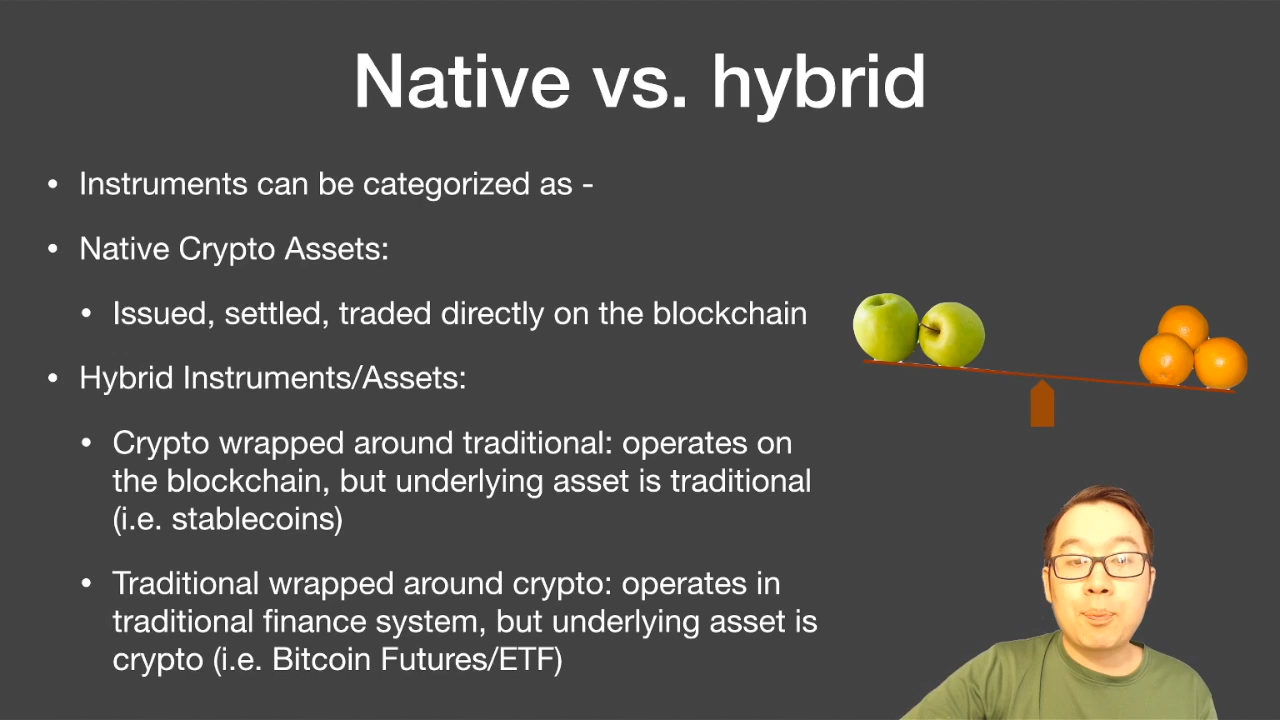 Native vs. hybrid
• Instruments can be categorized as -
• Native Crypto Assets:
• Issued, settled, traded directly on the blockchain
• Hybrid Instruments/Assets:
• Crypto wrapped around traditional: operates on
the blockchain, but underlying asset is traditional
(i.e. stablecoins)
• Traditional wrapped around crypto: operates in
traditional finance system, but underlying asset is
crypto (i.e. Bitcoin Futures/ETF)